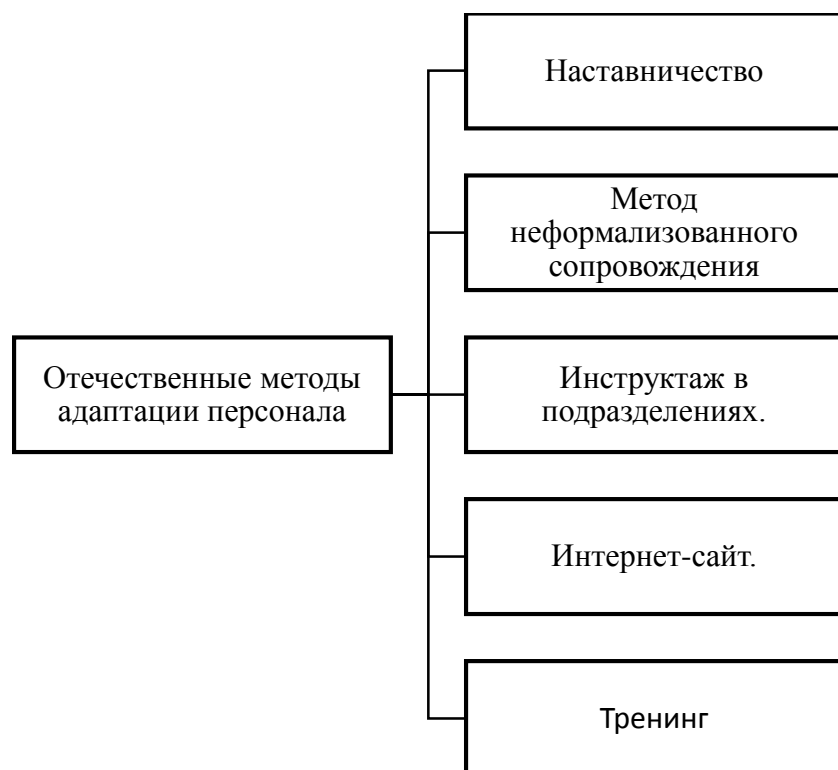 Наставничество
Метод
неформализованного
сопровождения
Отечественные методы
адаптации персонала
Инструктаж в
подразделениях.
Интернет-сайт.
Тренинг